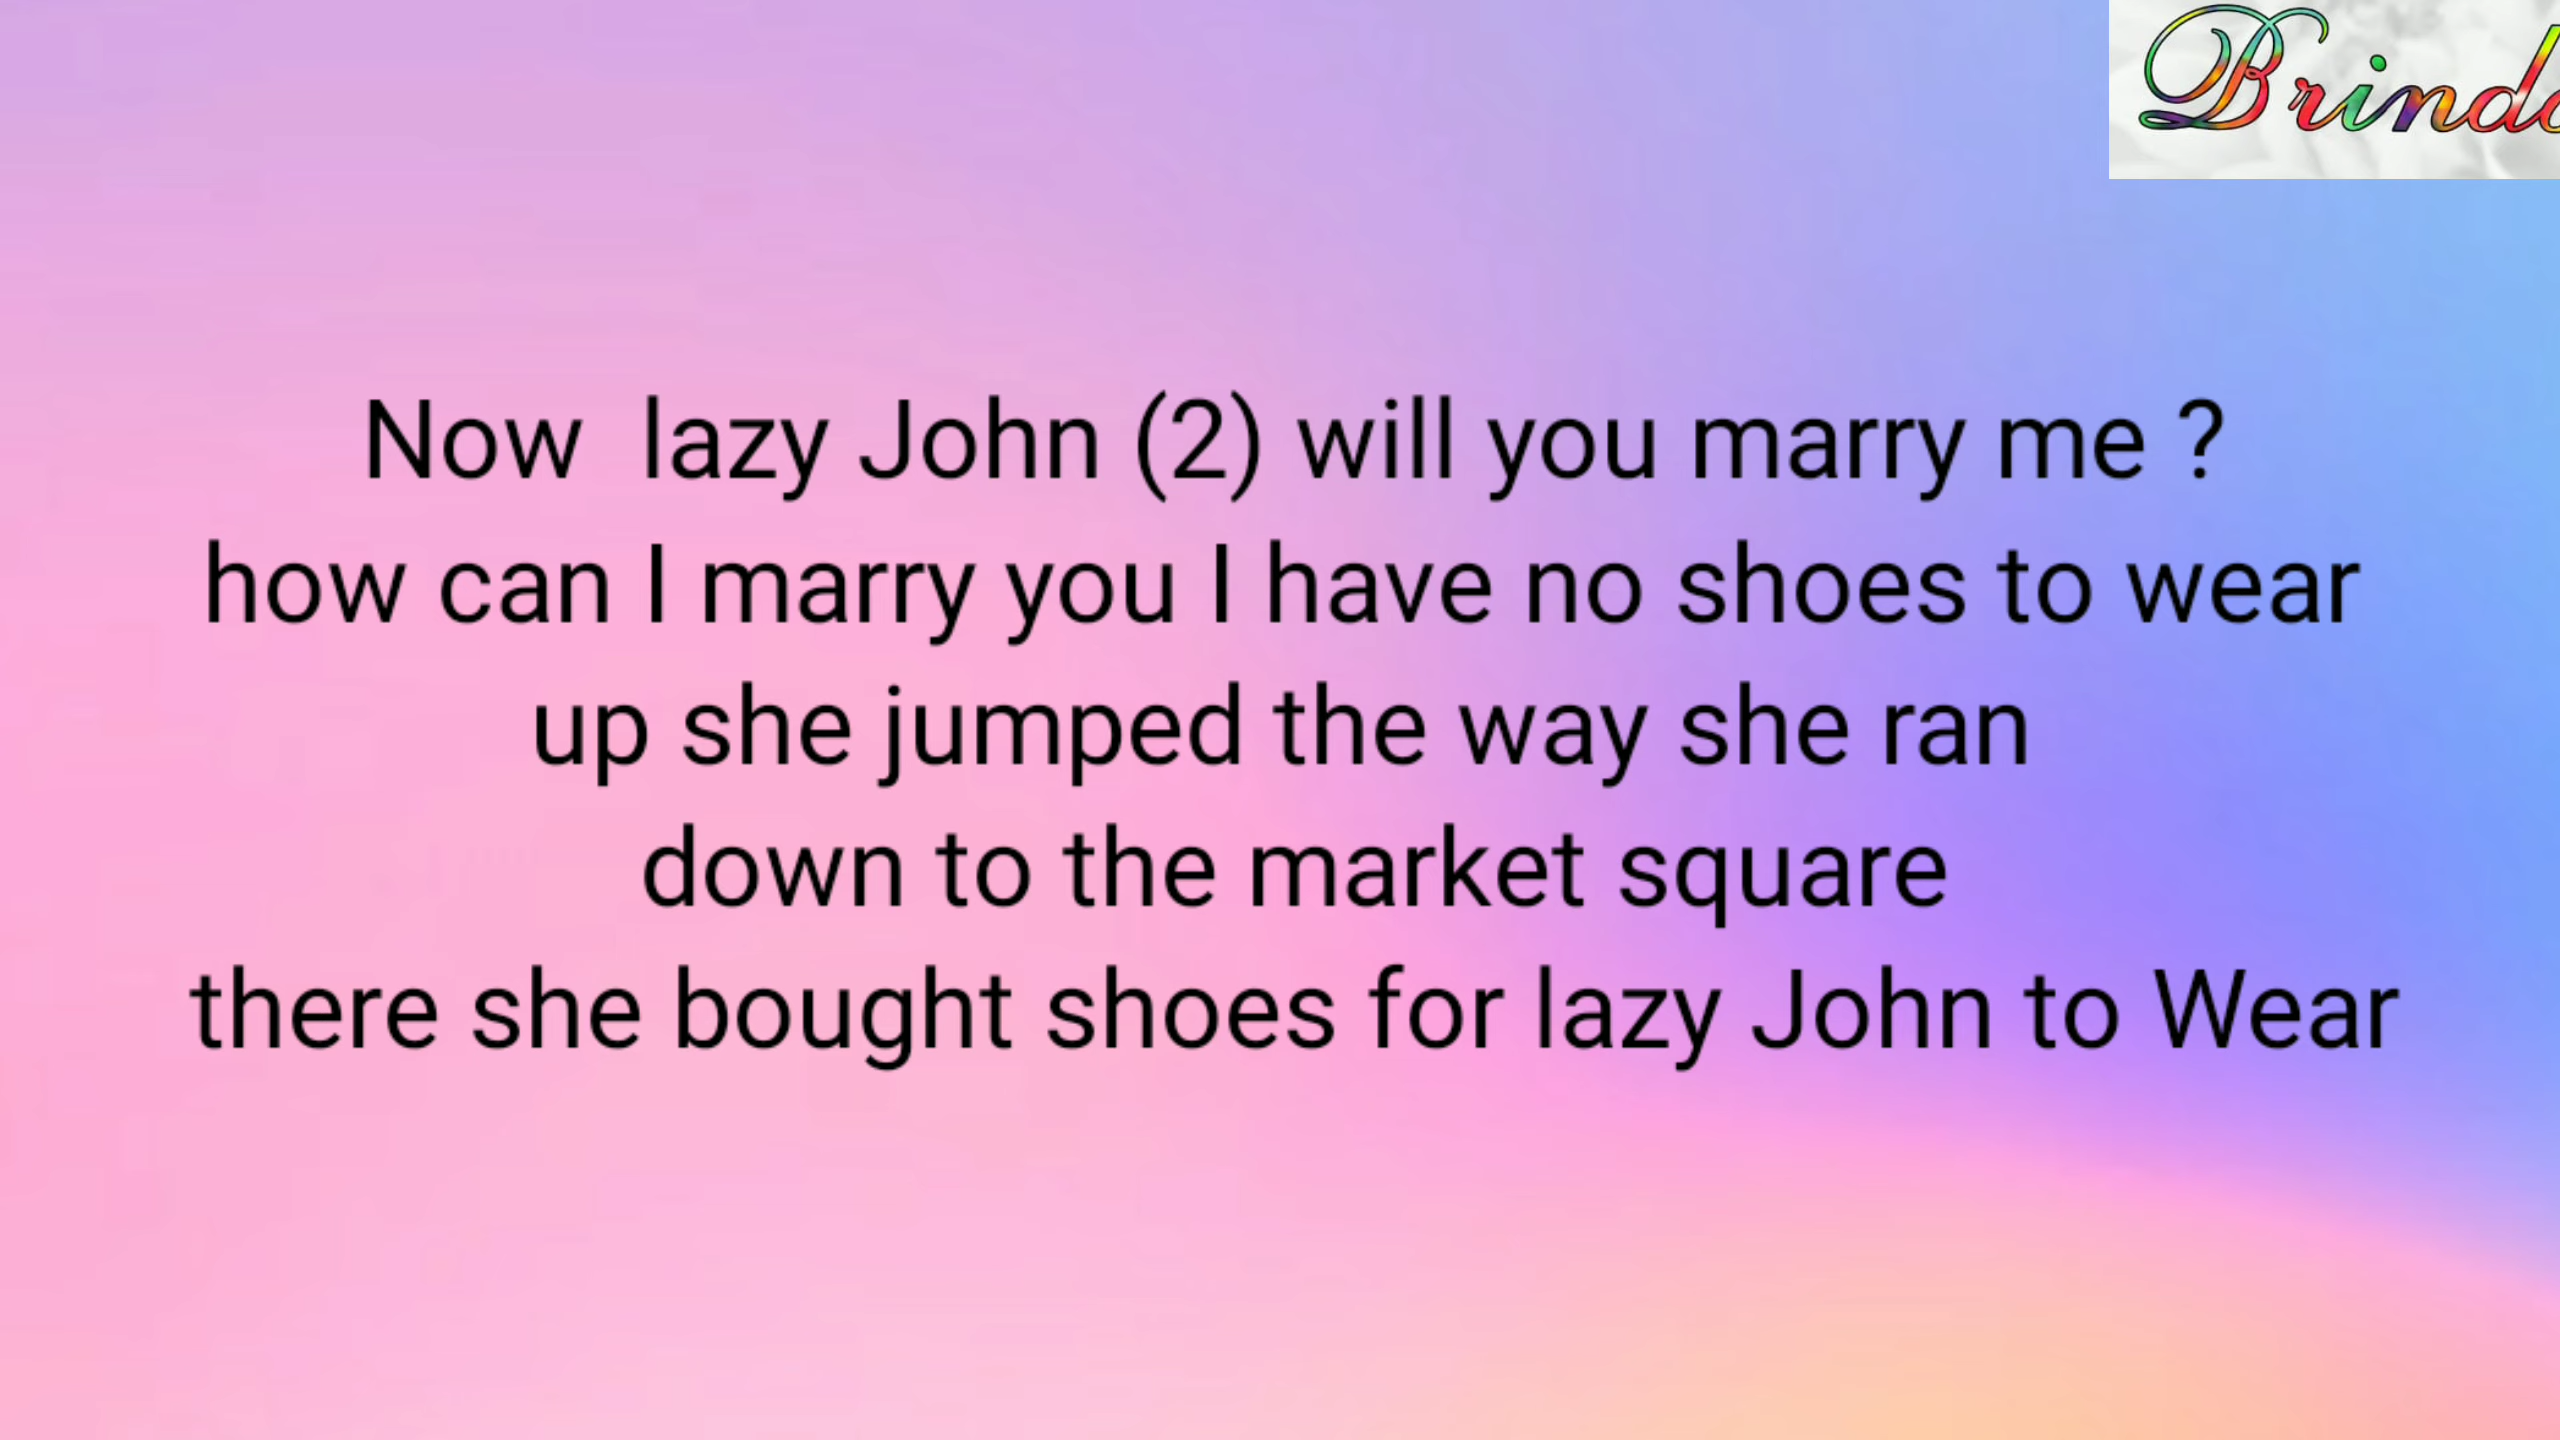 Now  lazy John (2) will you marry me ?
how can I marry you I have no shoes to wear
up she jumped the way she ran
down to the market square
there she bought shoes for lazy John to Wear